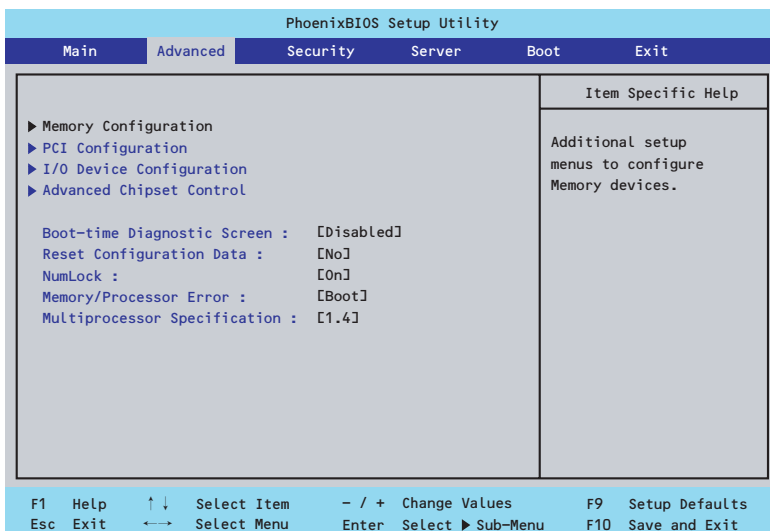 PhoenixBIOS Setup Utility
Main Advanced Security Server Boot Exit
Item Specific Help
▶ Memory Configuration
▶ PCI Configuration
▶ I/O Device Configuration
▶ Advanced Chipset Control
Additional setup
menus to configure
Memory devices.
Boot-time Diagnostic Screen : [Disabled]
Reset Configuration Data : [No]
NumLock : [On]
Memory/Processor Error : [Boot]
Multiprocessor Specification : [1.4]
F1 Help ↑↓ Select Item - / + Change Values F9 Setup Defaults
Esc Exit ←→ Select Menu Enter Select ▶ Sub-Menu F10 Save and Exit